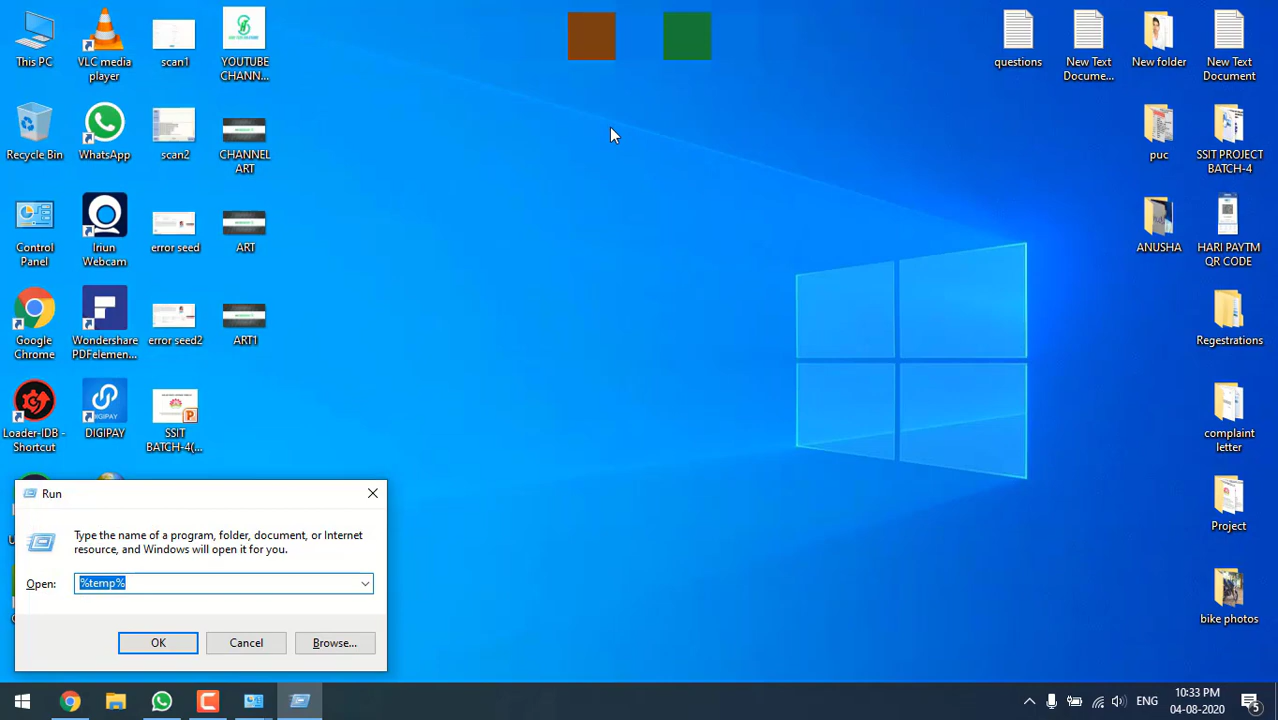 This PC
VLC media
player
scan1
YOUTUBE
CHANN...
questions
New Text
Docume...
New folder
New Text
Document
Recycle Bin
WhatsApp
scan2
CHANNEL
ART
puc
SSIT PROJECT
BATCH-4
Control
Panel
Iriun
Webcam
error seed
ART
ANUSHA
HARI PAYTM
QR CODE
Google
Chrome
Wondershare
PDFelemen...
error seed2
ART1
Regestrations
Loader-IDB -
Shortcut
DIGIPAY
SSIT
BATCH-4(...
complaint
letter
Project
bike photos
Run
Type the name of a program, folder, document, or Internet
resource, and Windows will open it for you.
Open:
%temp%
OK
Cancel
Browse...
ENG
10:33 PM
04-08-2020
5